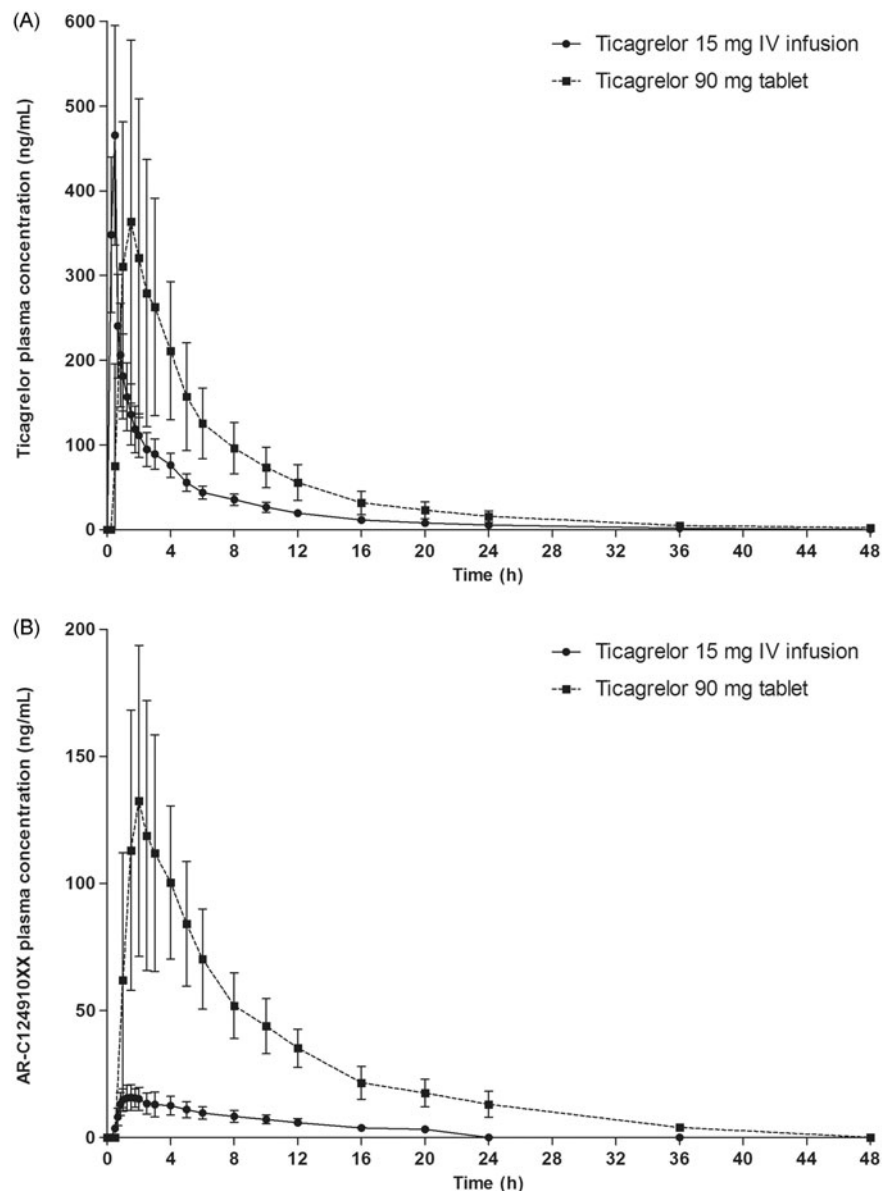 (A)
600
500
400
300
200
100
0
Ticagrelor plasma concentration (ng/mL)
Ticagrelor 15 mg IV infusion
Ticagrelor 90 mg tablet
0 4 8 12 16 20 24 28 32 36 40 44 48
Time (h)
(B)
200
150
100
50
0
AR-C124910XX plasma concentration (ng/mL)
Ticagrelor 15 mg IV infusion
Ticagrelor 90 mg tablet
0 4 8 12 16 20 24 28 32 36 40 44 48
Time (h)